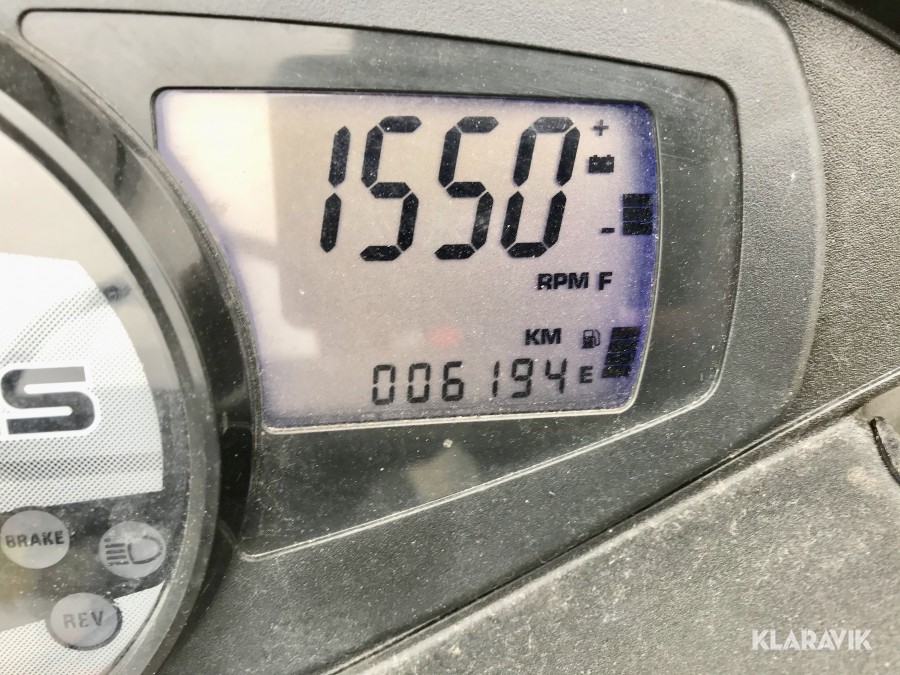 1550
+
-
RPM F
KM
006194 E
S
BRAKE
REV
KLARAVIK